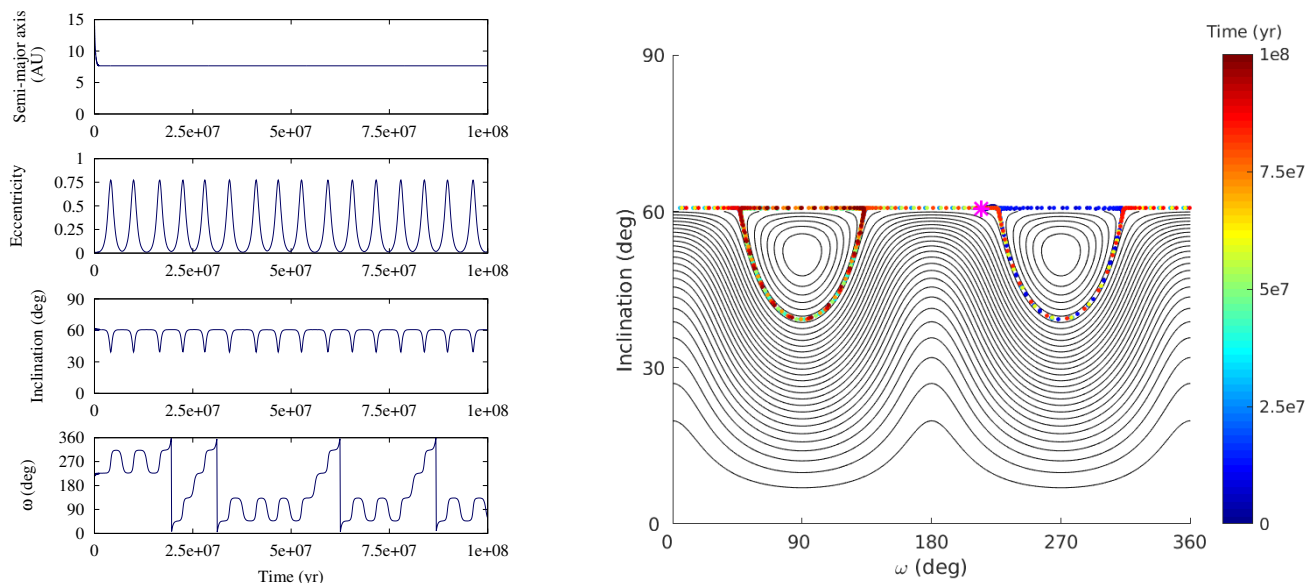 Semi-major axis
(AU)
15
10
5
0
0 2.5e+07 5e+07 7.5e+07 1e+08
Eccentricity
1
0.75
0.5
0.25
0
0 2.5e+07 5e+07 7.5e+07 1e+08
Inclination (deg)
90
60
30
0
0 2.5e+07 5e+07 7.5e+07 1e+08
ω (deg)
360
270
180
90
0
0 2.5e+07 5e+07 7.5e+07 1e+08
Time (yr)
Inclination (deg)
90
60
30
0
0 90 180 270 360
ω (deg)
Time (yr)
1e8
7.5e7
5e7
2.5e7
0